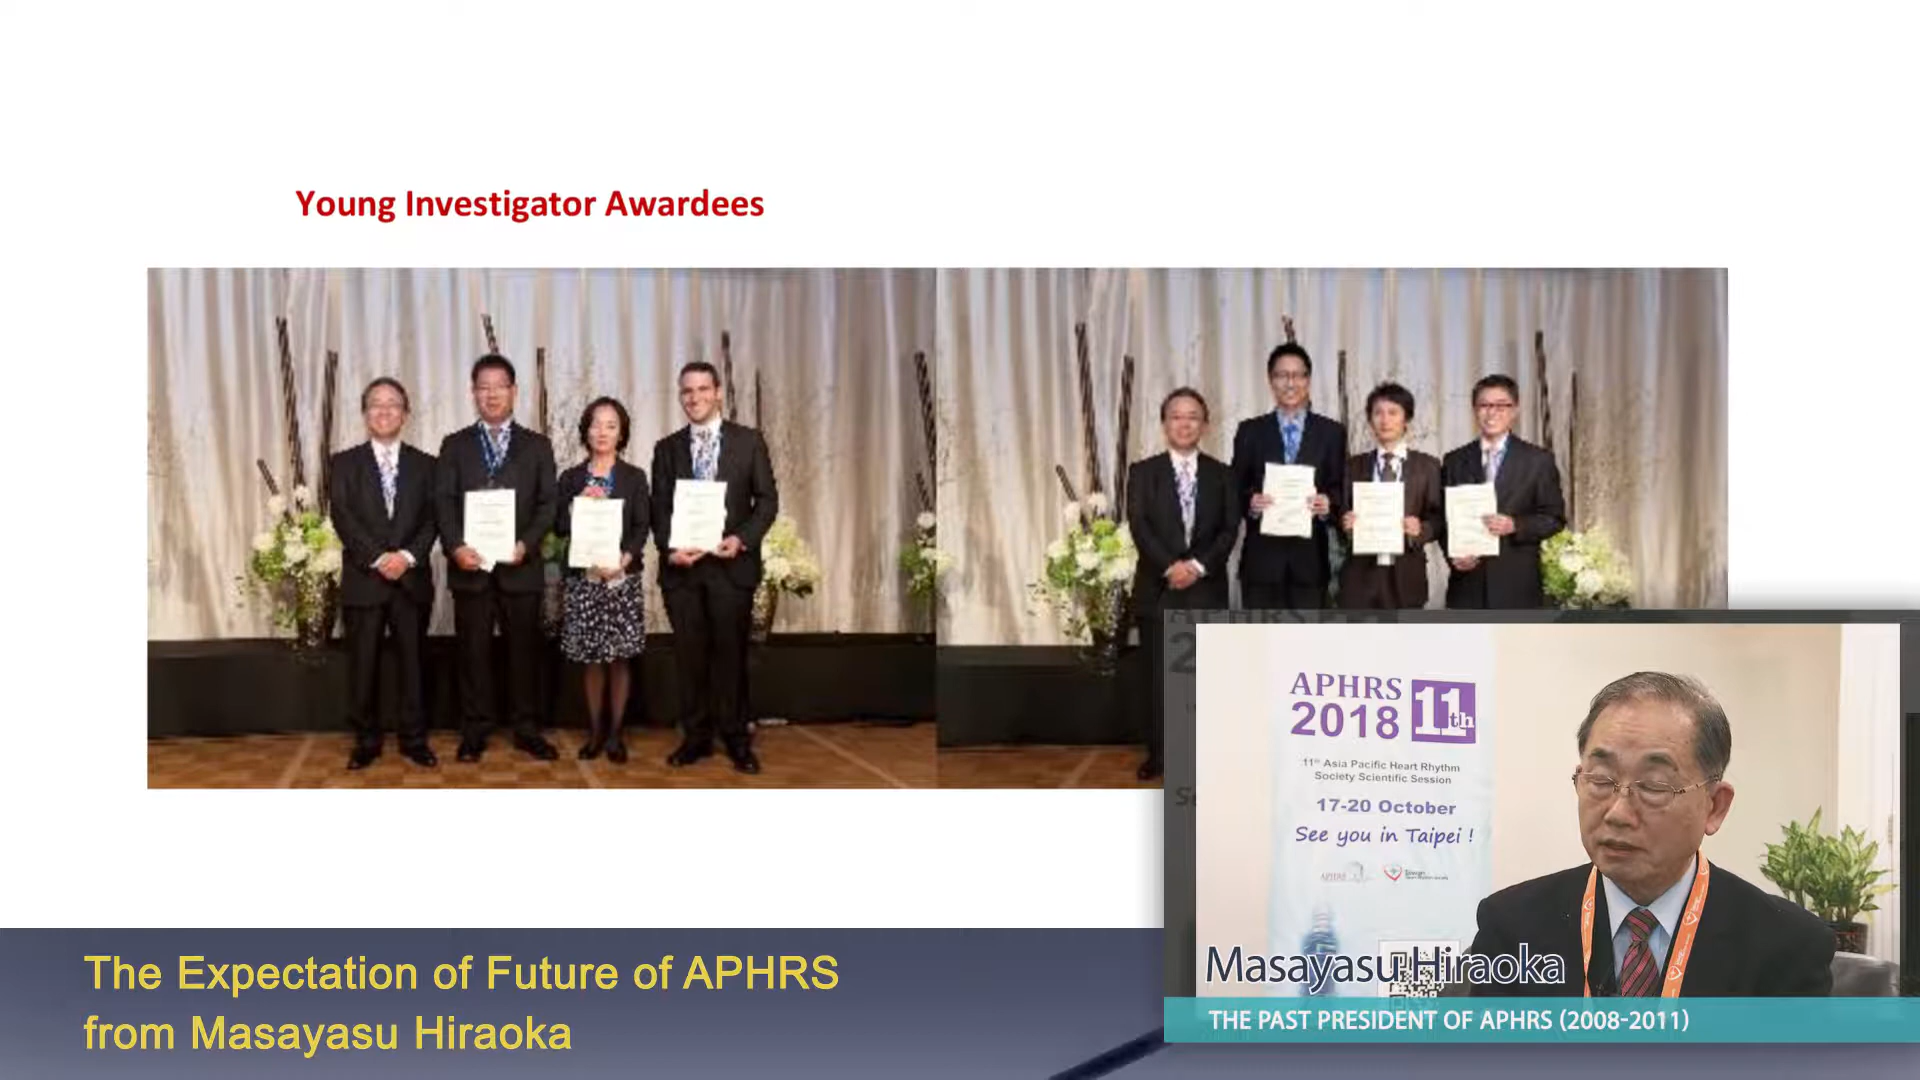 Young Investigator Awardees
APHRS
2018 11th
11th Asia Pacific Heart Rhythm
Society Scientific Session
17-20 October
See you in Taipei !
APHRS
Masayasu Hiraoka
THE PAST PRESIDENT OF APHRS (2008-2011)
The Expectation of Future of APHRS
from Masayasu Hiraoka